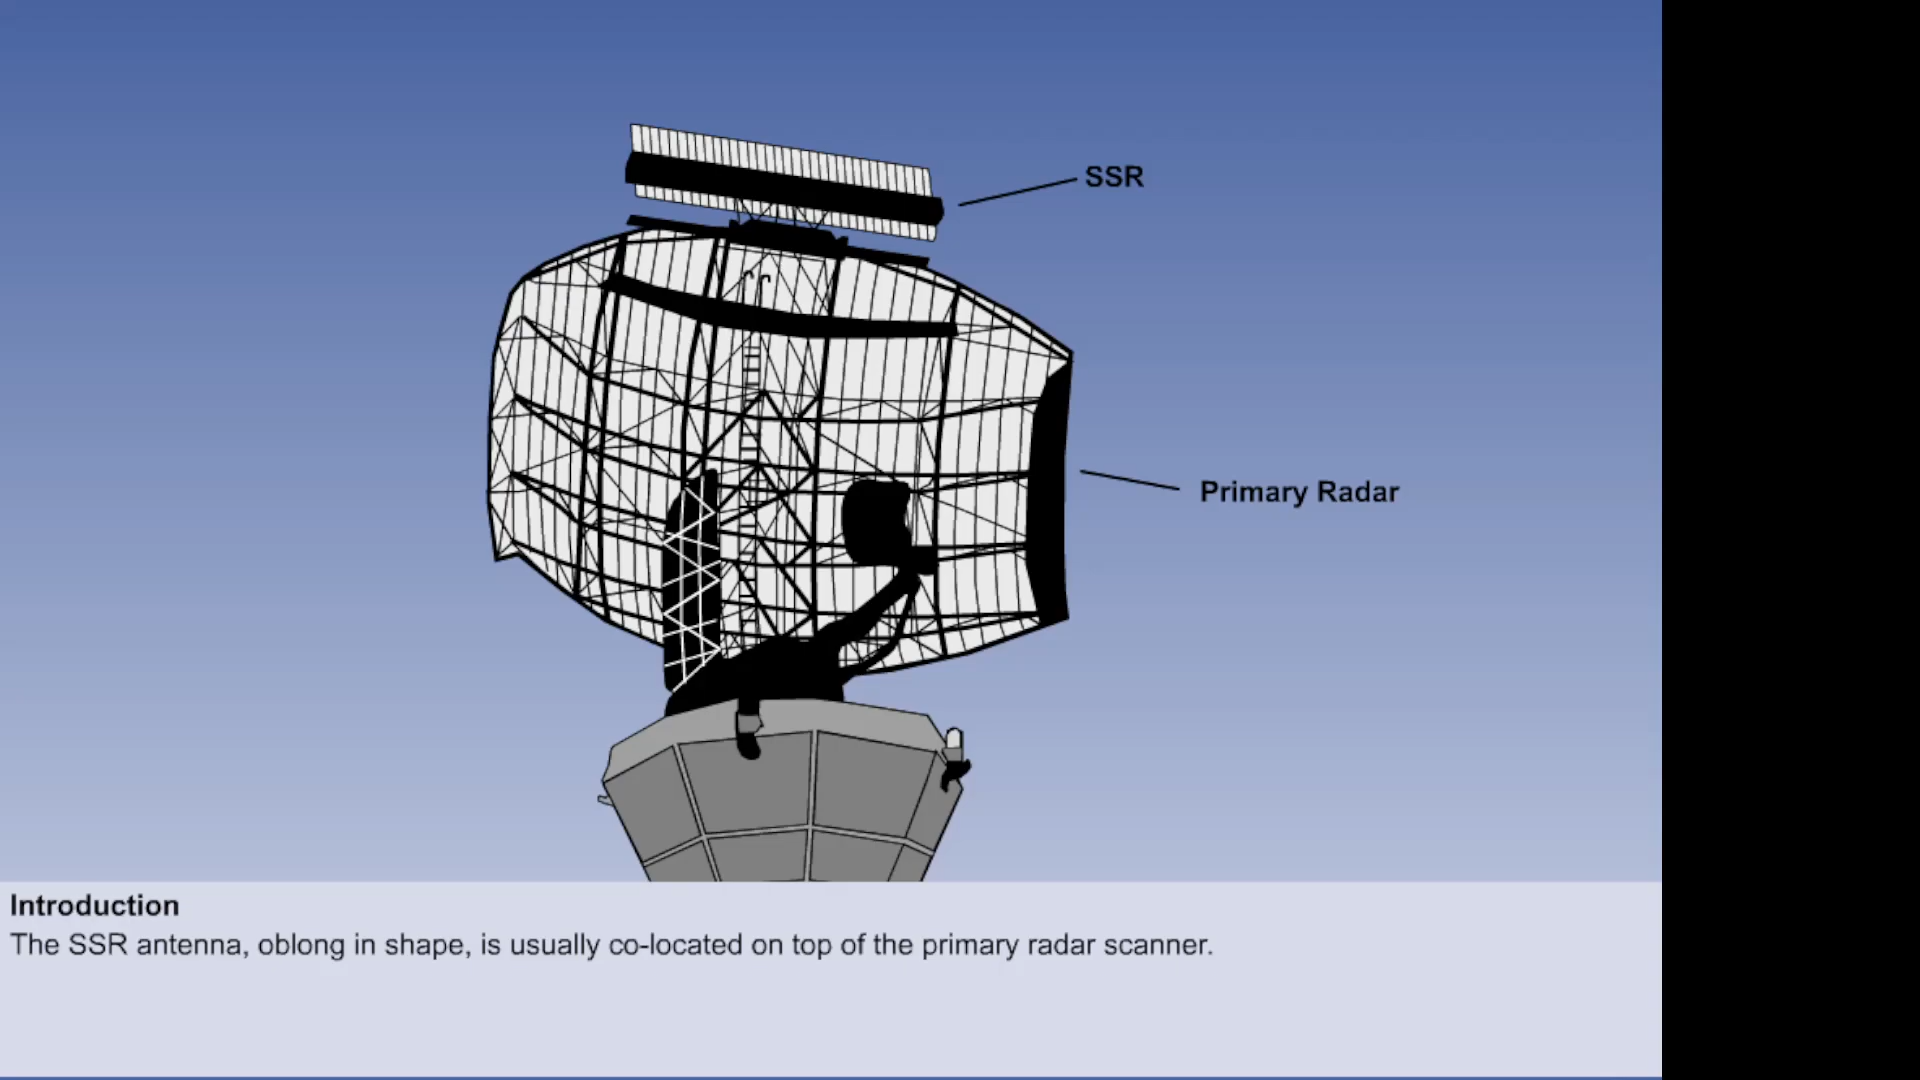 SSR
Primary Radar
Introduction
The SSR antenna, oblong in shape, is usually co-located on top of the primary radar scanner.